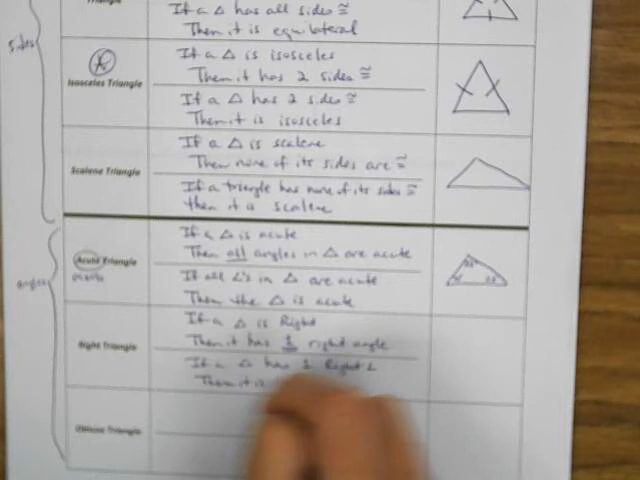 Triangle
If a △ has all sides ≅
Then it is equilateral
sides
Isosceles Triangle
If a △ is isosceles
Then it has 2 sides ≅
If a △ has 2 sides ≅
Then it is isosceles
Scalene Triangle
If a △ is scalene
Then none of its sides are ≅
If a triangle has none of its sides ≅
then it is scalene
angles
Acute Triangle
If a △ is acute
Then all angles in △ are acute
If all ∠'s in △ are acute
Then the △ is acute
Right Triangle
If a △ is Right
Then it has 1 right angle
If a △ has 1 Right ∠
Then it is
Obtuse Triangle